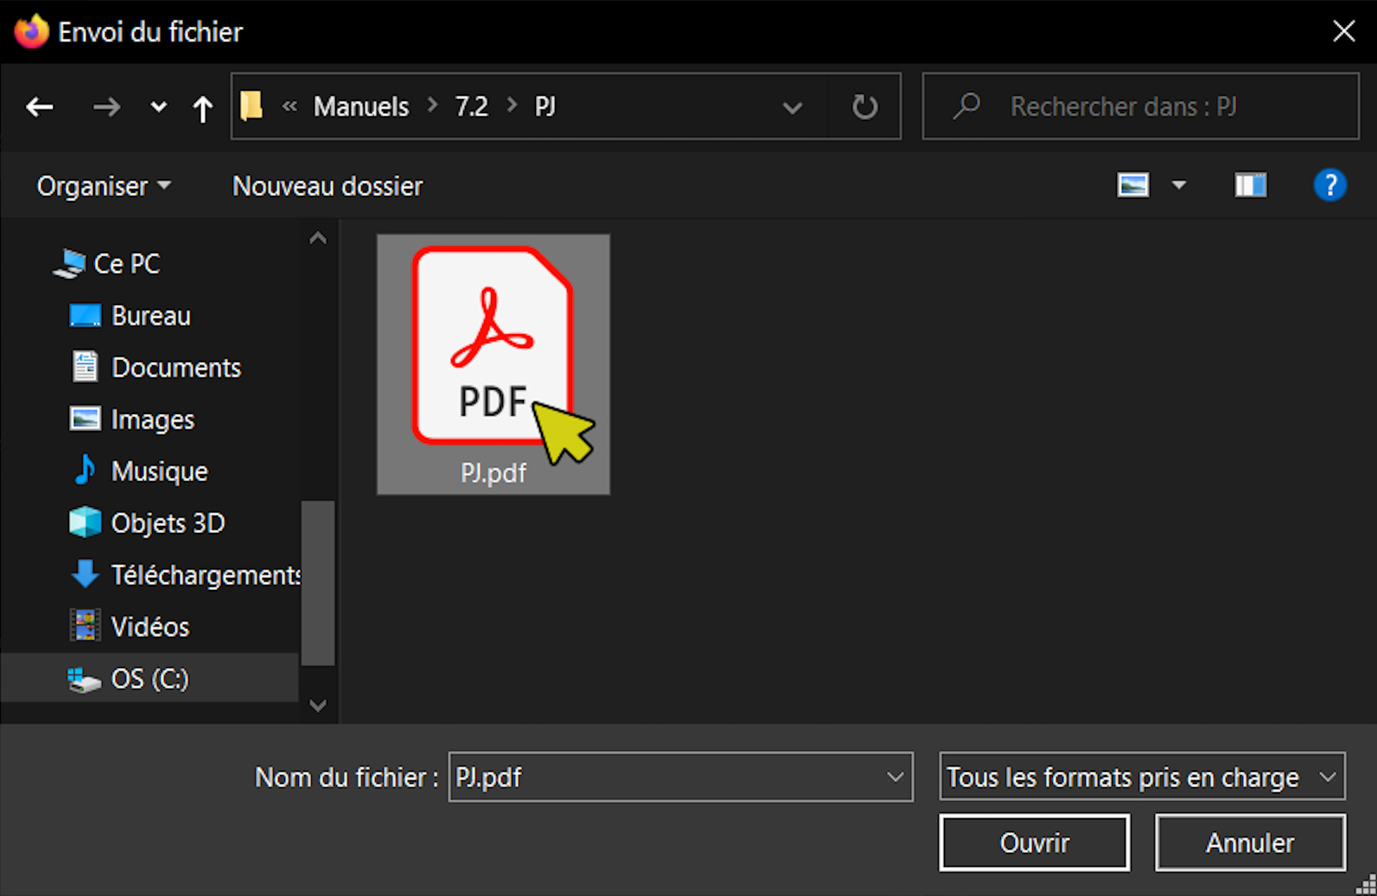 Envoi du fichier
« Manuels > 7.2 > PJ
Rechercher dans : PJ
Organiser
Nouveau dossier
?
Ce PC
Bureau
Documents
Images
Musique
Objets 3D
Téléchargements
Vidéos
OS (C:)
PDF
PJ.pdf
Nom du fichier :
PJ.pdf
Tous les formats pris en charge
Ouvrir
Annuler